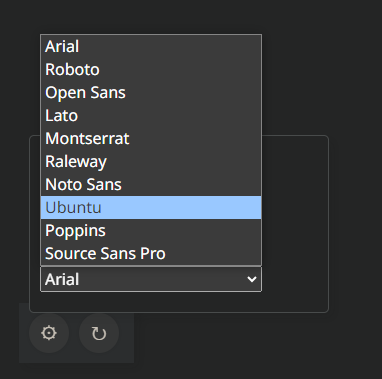 Arial
Roboto
Open Sans
Lato
Montserrat
Raleway
Noto Sans
Ubuntu
Poppins
Source Sans Pro
Arial